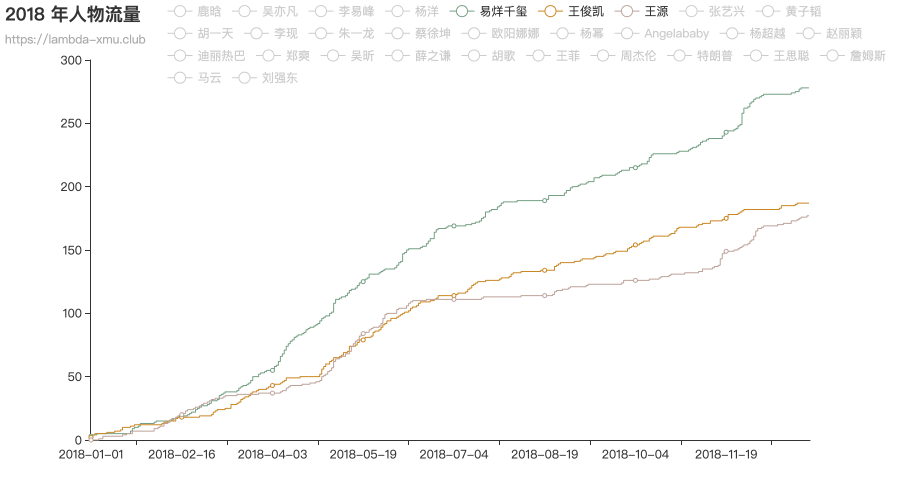 2018 年人物流量
https://lambda-xmu.club
鹿晗 吴亦凡 李易峰 杨洋 易烊千玺 王俊凯 王源 张艺兴 黄子韬
胡一天 李现 朱一龙 蔡徐坤 欧阳娜娜 杨幂 Angelababy 杨超越 赵丽颖
迪丽热巴 郑爽 吴昕 薛之谦 胡歌 王菲 周杰伦 特朗普 王思聪 詹姆斯
马云 刘强东
300
250
200
150
100
50
0
2018-01-01 2018-02-16 2018-04-03 2018-05-19 2018-07-04 2018-08-19 2018-10-04 2018-11-19